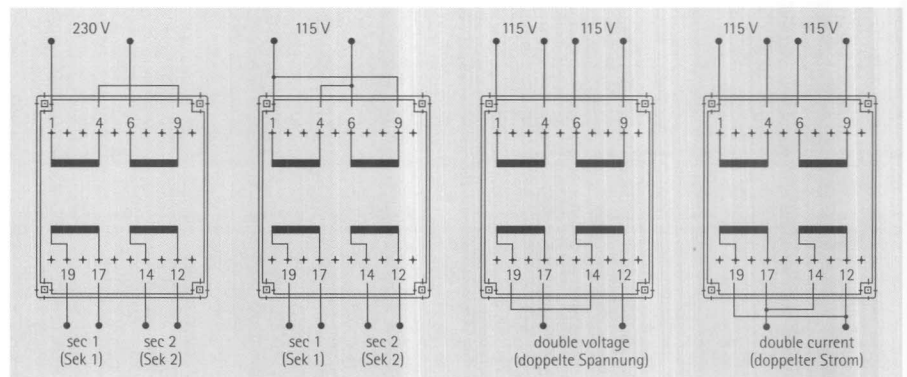 230 V 115 V 115 V 115 V 115 V 115 V
4 6 9 1 4 6 9 1 4 6 9 1 4 6 9
19 17 14 12 19 17 14 12 19 17 14 12 19 17 14 12
sec 1 sec 2 sec 1 sec 2 double voltage double current
(Sek 1) (Sek 2) (Sek 1) (Sek 2) (doppelte Spannung) (doppelter Strom)